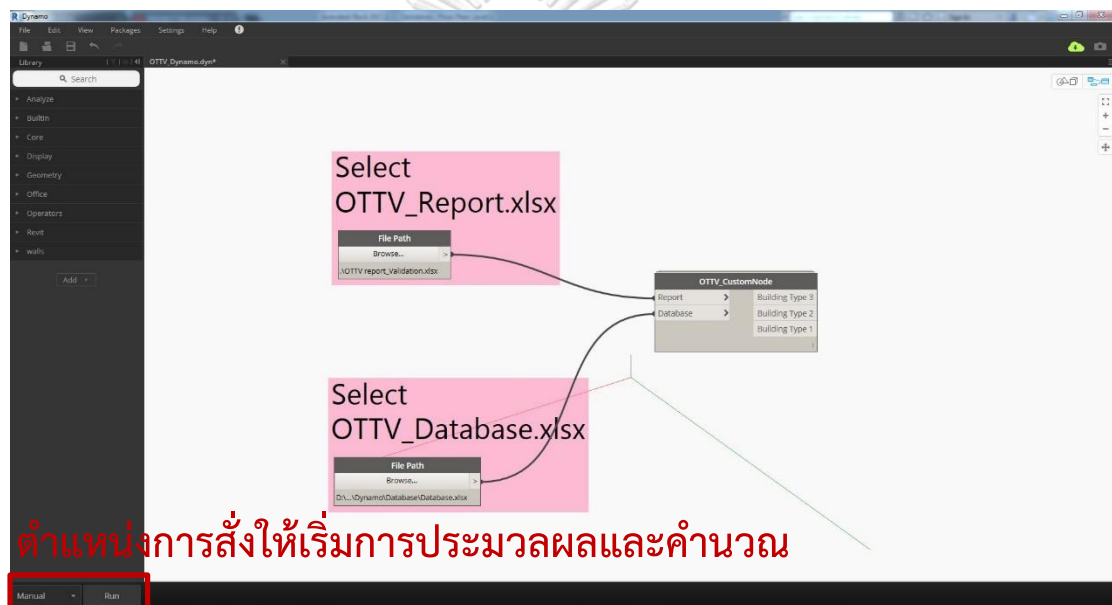 Dynamo
File Edit View Packages Settings Help
Library
OTTV_Dynamo.dyn*
Search
Analyze
BuiltIn
Core
Display
Geometry
Office
Operators
Revit
walls
Add +
Select
OTTV_Report.xlsx
File Path
Browse... >
.\OTTV report_Validation.xlsx
OTTV_CustomNode
Report > Building Type 3
Database > Building Type 2
Building Type 1
Select
OTTV_Database.xlsx
File Path
Browse... >
D:\...\Dynamo\Database\Database.xlsx
ตำแหน่งการสั่งให้เริ่มการประมวลผลและคำนวณ
Manual Run